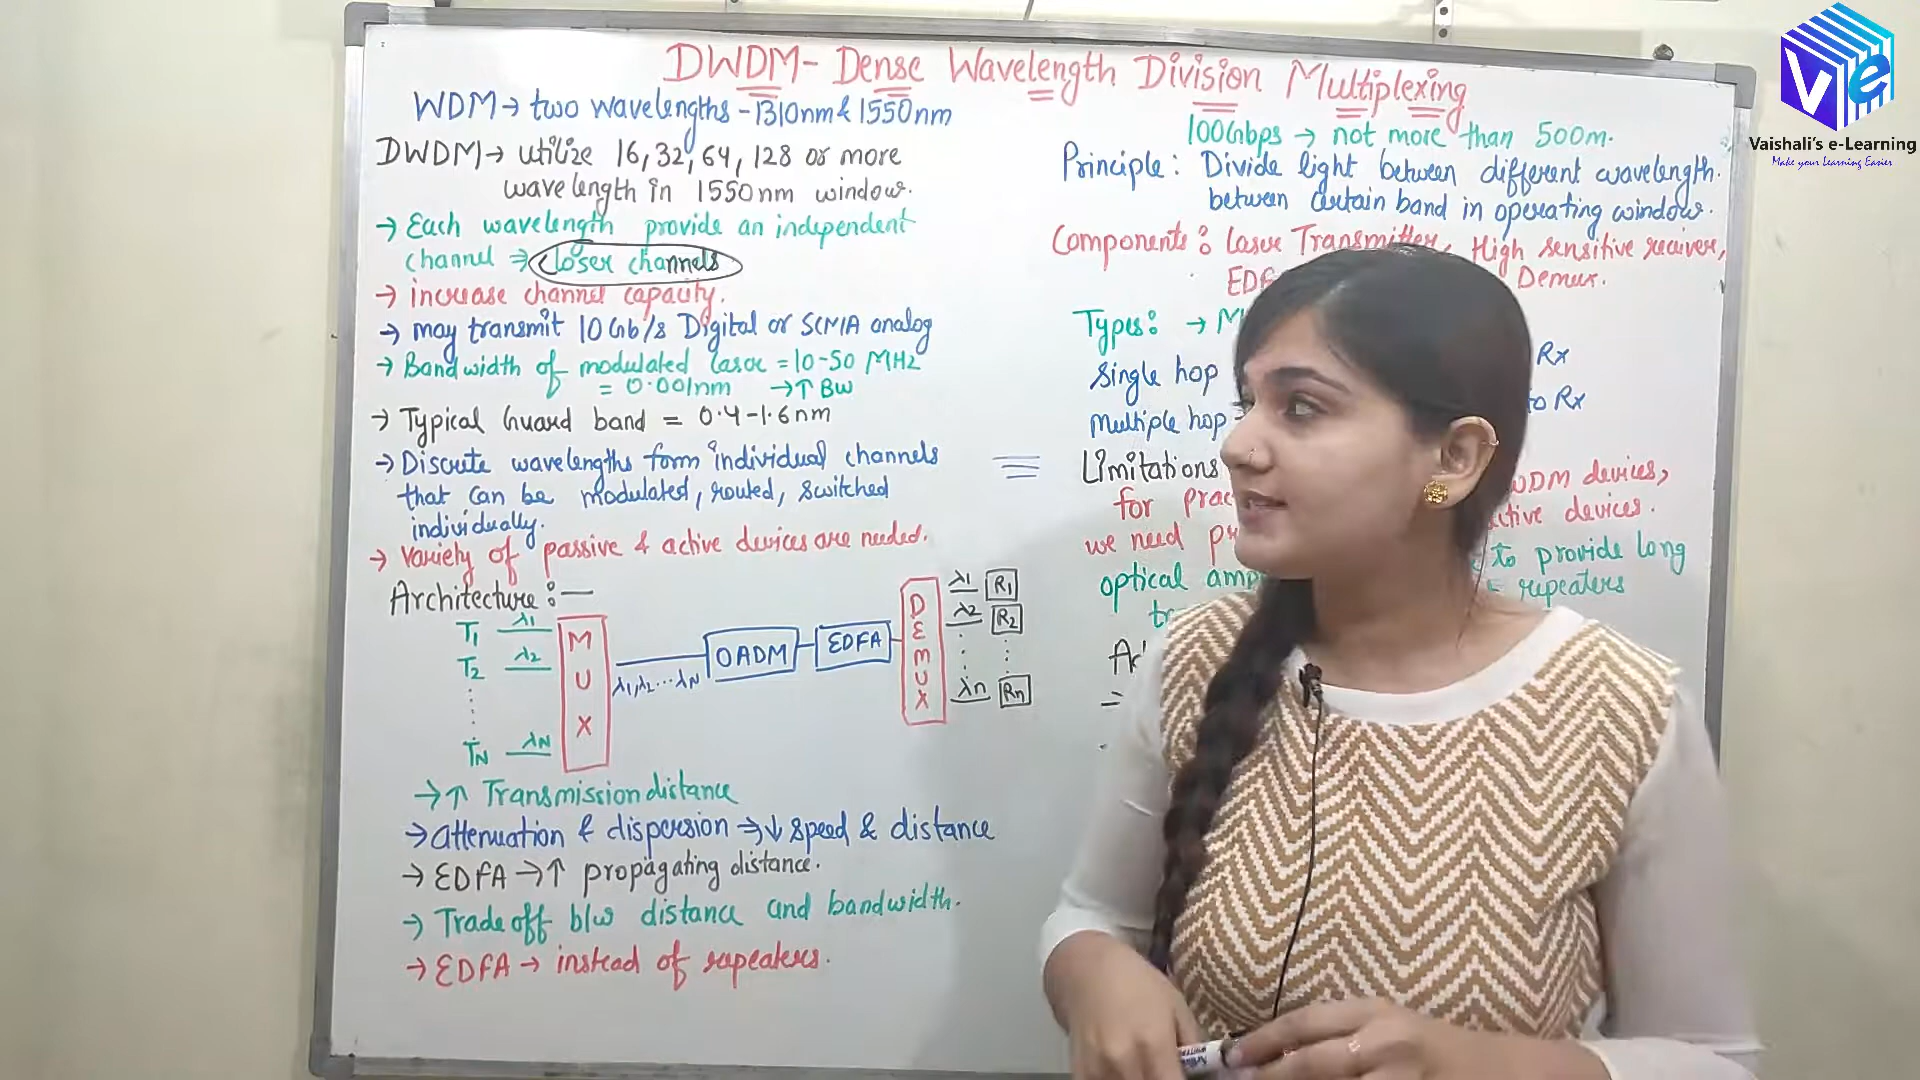 DWDM- Dense Wavelength Division Multiplexing
WDM → two wavelengths - 1310nm & 1550nm
DWDM → utilize 16, 32, 64, 128 or more
wavelength in 1550nm window.
→ Each wavelength provide an independent
channel ⇒ closer channels
→ increase channel capacity.
→ may transmit 10Gb/s Digital or SCMA analog
→ Bandwidth of modulated laser = 10-50 MHz
= 0.001nm → ↑ BW
→ Typical Guard band = 0.4-1.6nm
→ Discrete wavelengths form individual channels
that can be modulated, routed, switched
individually.
→ Variety of passive & active devices are needed.
Architecture :—
T1 λ1
T2 λ2
TN λN
MUX
λ1, λ2 ... λN
OADM
EDFA
DEMUX
λ1 R1
λ2 R2
λn Rn
→ ↑ Transmission distance
→ attenuation & dispersion ⇒ ↓ speed & distance
→ EDFA → ↑ propagating distance.
→ Trade off b/w distance and bandwidth.
→ EDFA → instead of repeaters.
100Gbps → not more than 500m.
Principle : Divide light between different wavelength
between certain band in operating window.
Components : Laser Transmitter, High sensitive reciver,
Demux.
Types : →
Single hop Rx
Multiple hop to Rx
Limitations WDM devices,
for devices.
we need
optical to provide long
repeaters
Ve
Vaishali's e-Learning
Make your Learning Easier